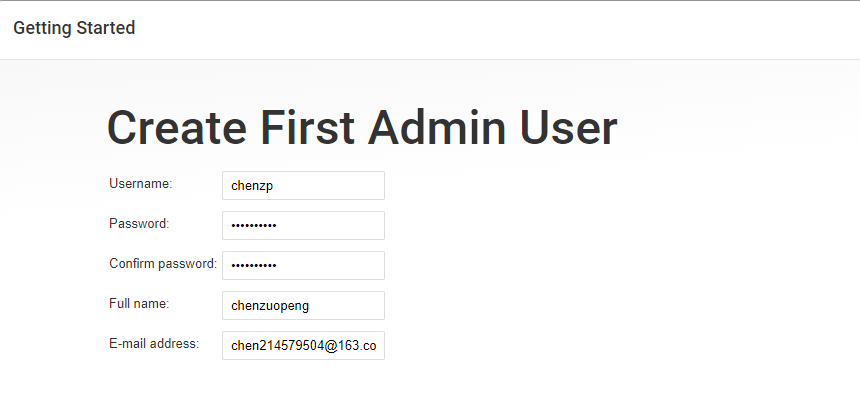 Getting Started
Create First Admin User
Username: chenzp
Password: ••••••••••
Confirm password: ••••••••••
Full name: chenzuopeng
E-mail address: chen214579504@163.co